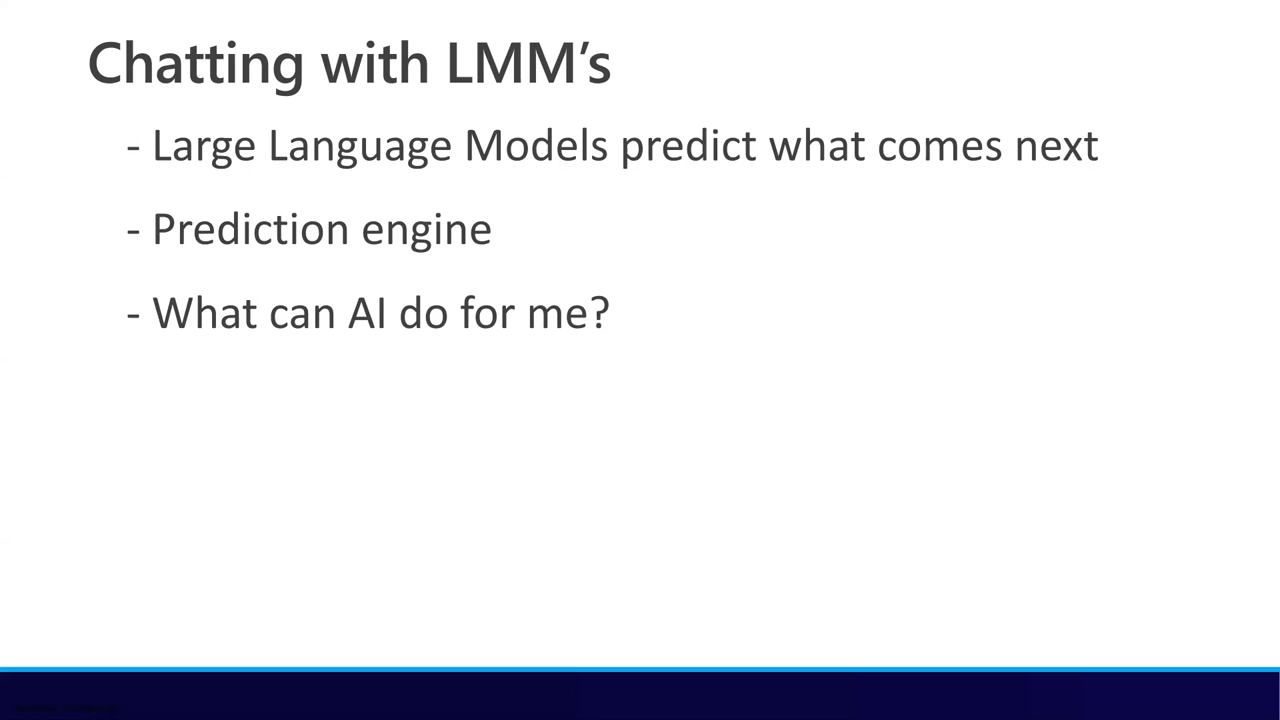 Chatting with LMM’s
- Large Language Models predict what comes next
- Prediction engine
- What can AI do for me?